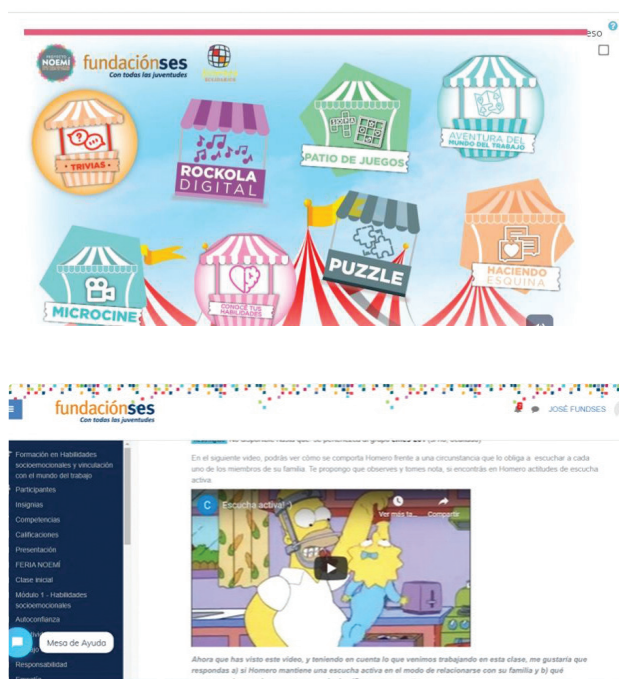 eso
PROYECTO
NOEMÍ
fundaciónses
Con todas las juventudes
TRIVIAS
ROCKOLA
DIGITAL
PATIO DE JUEGOS
AVENTURA DEL
MUNDO DEL TRABAJO
MICROCINE
CONOCÉ TUS
HABILIDADES
PUZZLE
HACIENDO
ESQUINA
fundaciónses
Con todas las juventudes
JOSÉ FUNDSES
Formación en Habilidades
socioemocionales y vinculación
con el mundo del trabajo
Participantes
Insignias
Competencias
Calificaciones
Presentación
FERIA NOEMÍ
Clase Inicial
Módulo 1 - Habilidades
socioemocionales
Autoconfianza
Mesa de Ayuda
Responsabilidad
Empatía
En el siguiente video, podrás ver cómo se comporta Homero frente a una circunstancia que lo obliga a escuchar a cada
uno de los miembros de su familia. Te propongo que observes y tomes nota, si encontrás en Homero actitudes de escucha
activa.
C
Escucha activa! :)
Ver más ta...
Compartir
Ahora que has visto este video, y teniendo en cuenta lo que venimos trabajando en esta clase, me gustaría que
respondas a) si Homero mantiene una escucha activa en el modo de relacionarse con su familia y b) qué